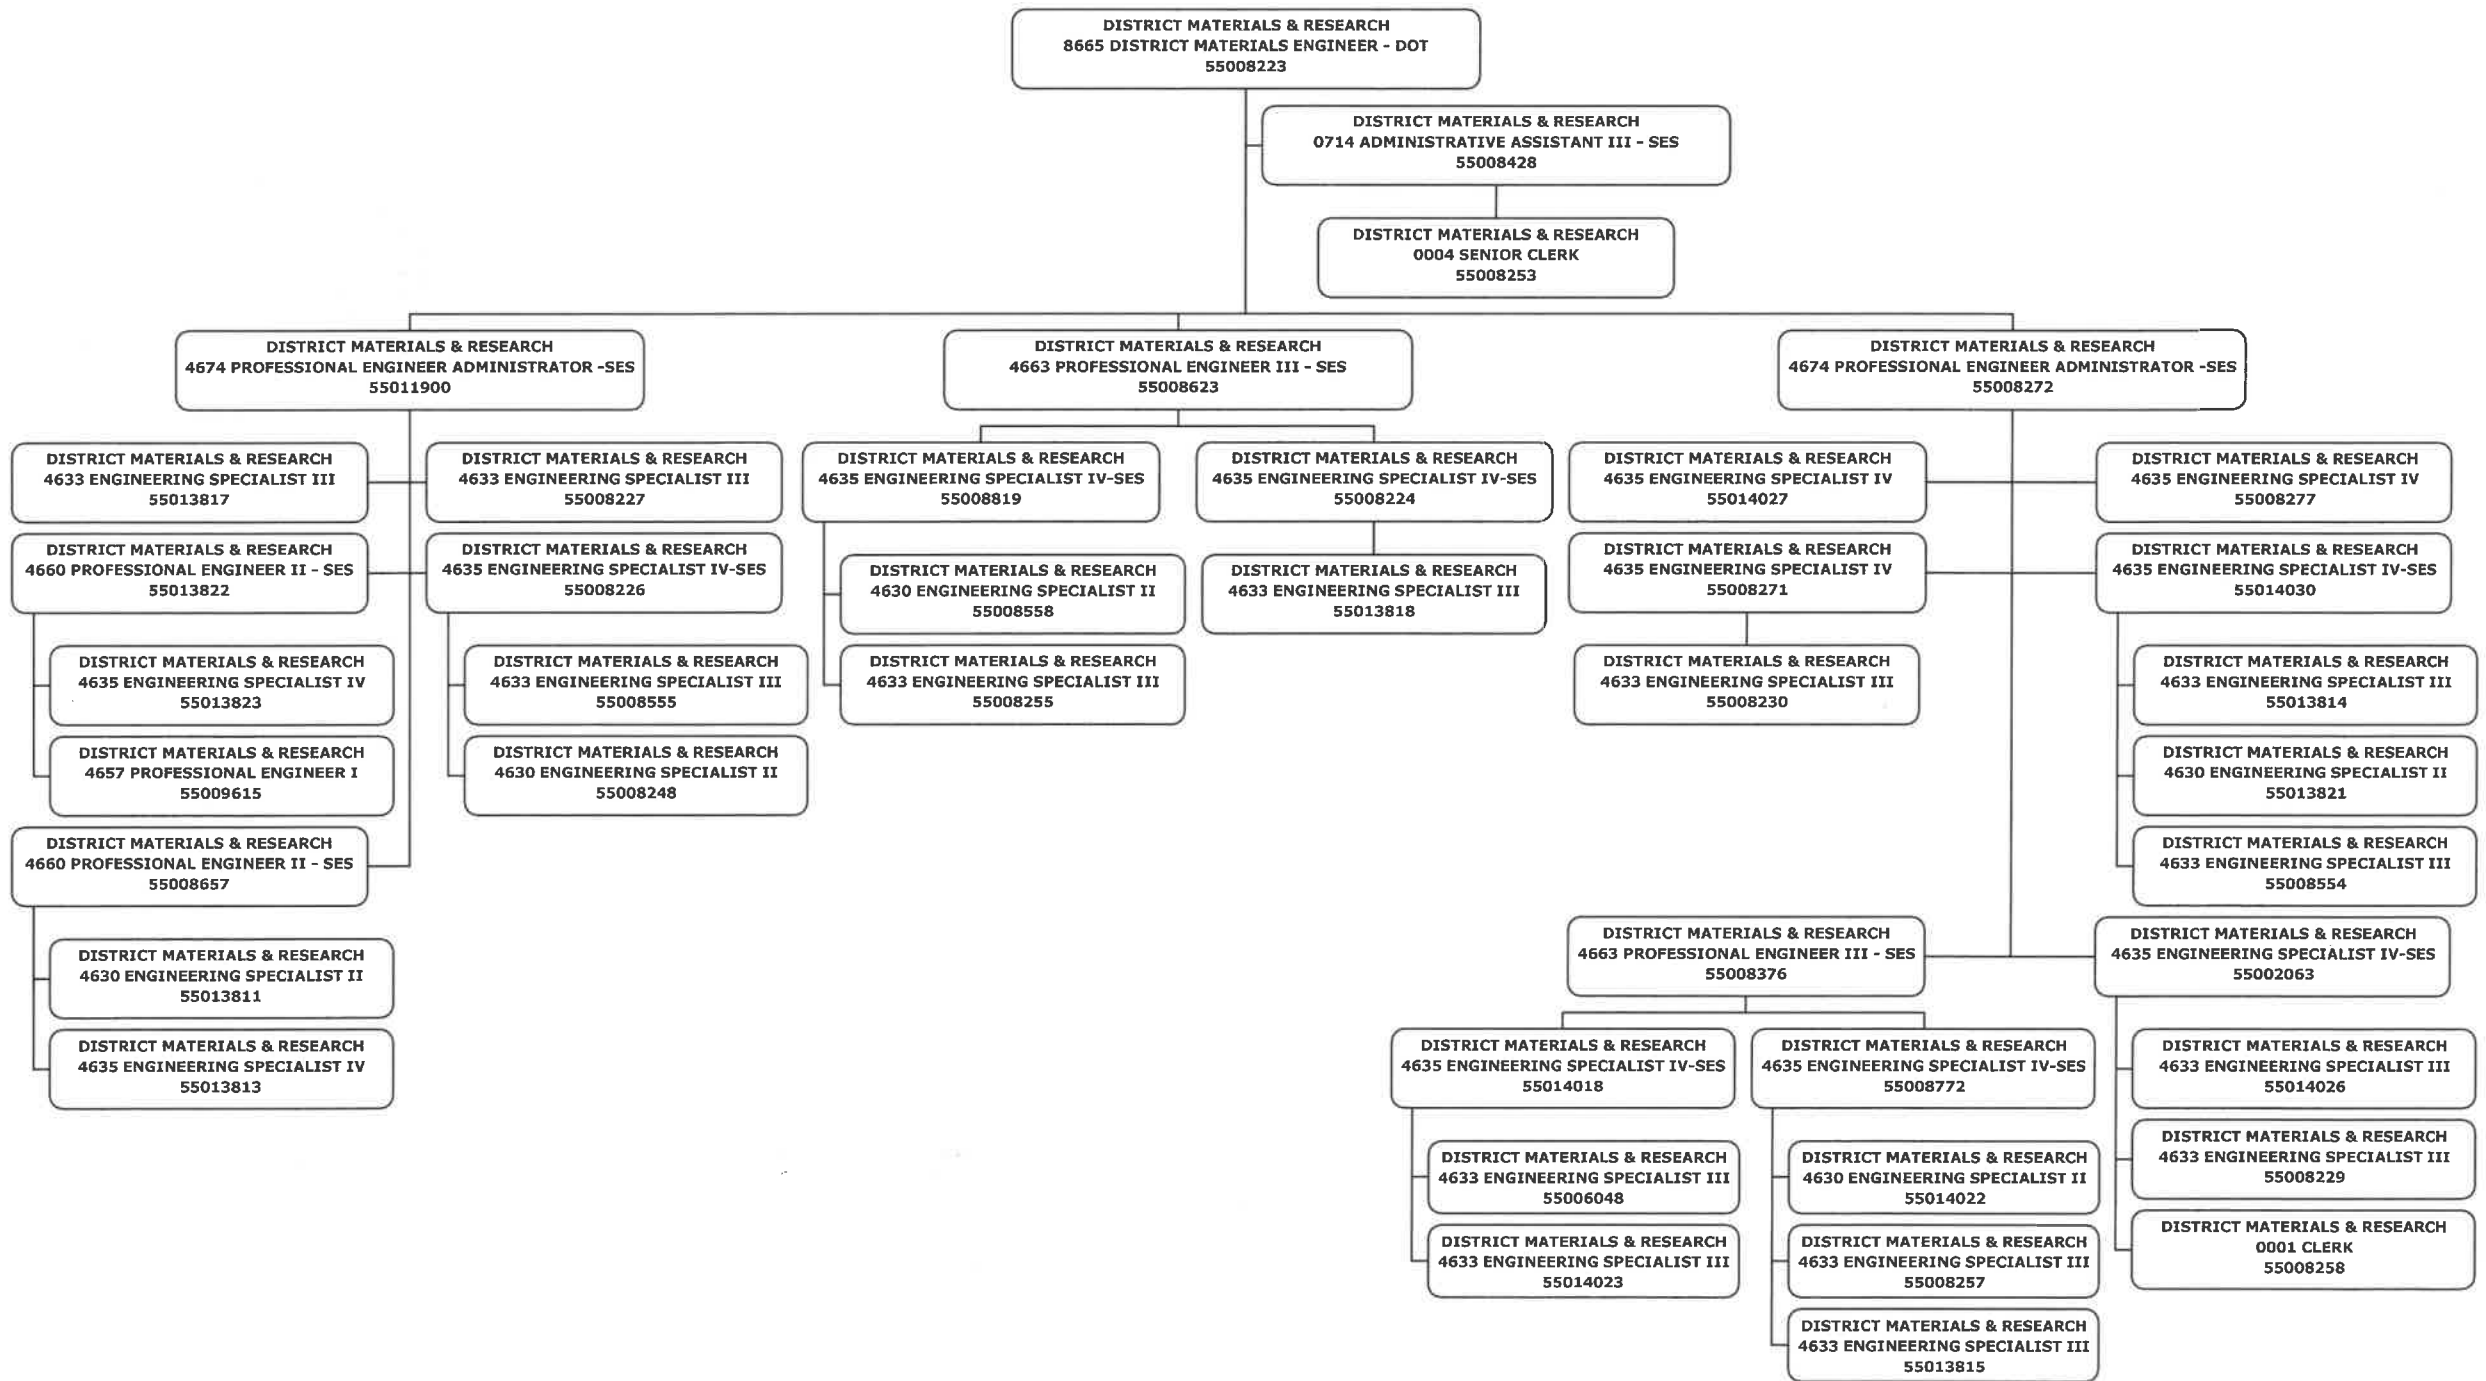 DISTRICT MATERIALS & RESEARCH
8665 DISTRICT MATERIALS ENGINEER - DOT
55008223
DISTRICT MATERIALS & RESEARCH
0714 ADMINISTRATIVE ASSISTANT III - SES
55008428
DISTRICT MATERIALS & RESEARCH
0004 SENIOR CLERK
55008253
DISTRICT MATERIALS & RESEARCH
4674 PROFESSIONAL ENGINEER ADMINISTRATOR -SES
55011900
DISTRICT MATERIALS & RESEARCH
4633 ENGINEERING SPECIALIST III
55013817
DISTRICT MATERIALS & RESEARCH
4633 ENGINEERING SPECIALIST III
55008227
DISTRICT MATERIALS & RESEARCH
4660 PROFESSIONAL ENGINEER II - SES
55013822
DISTRICT MATERIALS & RESEARCH
4635 ENGINEERING SPECIALIST IV-SES
55008226
DISTRICT MATERIALS & RESEARCH
4635 ENGINEERING SPECIALIST IV
55013823
DISTRICT MATERIALS & RESEARCH
4657 PROFESSIONAL ENGINEER I
55009615
DISTRICT MATERIALS & RESEARCH
4633 ENGINEERING SPECIALIST III
55008555
DISTRICT MATERIALS & RESEARCH
4630 ENGINEERING SPECIALIST II
55008248
DISTRICT MATERIALS & RESEARCH
4660 PROFESSIONAL ENGINEER II - SES
55008657
DISTRICT MATERIALS & RESEARCH
4630 ENGINEERING SPECIALIST II
55013811
DISTRICT MATERIALS & RESEARCH
4635 ENGINEERING SPECIALIST IV
55013813
DISTRICT MATERIALS & RESEARCH
4663 PROFESSIONAL ENGINEER III - SES
55008623
DISTRICT MATERIALS & RESEARCH
4635 ENGINEERING SPECIALIST IV-SES
55008819
DISTRICT MATERIALS & RESEARCH
4630 ENGINEERING SPECIALIST II
55008558
DISTRICT MATERIALS & RESEARCH
4633 ENGINEERING SPECIALIST III
55008255
DISTRICT MATERIALS & RESEARCH
4635 ENGINEERING SPECIALIST IV-SES
55008224
DISTRICT MATERIALS & RESEARCH
4633 ENGINEERING SPECIALIST III
55013818
DISTRICT MATERIALS & RESEARCH
4674 PROFESSIONAL ENGINEER ADMINISTRATOR -SES
55008272
DISTRICT MATERIALS & RESEARCH
4635 ENGINEERING SPECIALIST IV
55014027
DISTRICT MATERIALS & RESEARCH
4635 ENGINEERING SPECIALIST IV
55008277
DISTRICT MATERIALS & RESEARCH
4635 ENGINEERING SPECIALIST IV
55008271
DISTRICT MATERIALS & RESEARCH
4633 ENGINEERING SPECIALIST III
55008230
DISTRICT MATERIALS & RESEARCH
4635 ENGINEERING SPECIALIST IV-SES
55014030
DISTRICT MATERIALS & RESEARCH
4633 ENGINEERING SPECIALIST III
55013814
DISTRICT MATERIALS & RESEARCH
4630 ENGINEERING SPECIALIST II
55013821
DISTRICT MATERIALS & RESEARCH
4633 ENGINEERING SPECIALIST III
55008554
DISTRICT MATERIALS & RESEARCH
4663 PROFESSIONAL ENGINEER III - SES
55008376
DISTRICT MATERIALS & RESEARCH
4635 ENGINEERING SPECIALIST IV-SES
55014018
DISTRICT MATERIALS & RESEARCH
4633 ENGINEERING SPECIALIST III
55006048
DISTRICT MATERIALS & RESEARCH
4633 ENGINEERING SPECIALIST III
55014023
DISTRICT MATERIALS & RESEARCH
4635 ENGINEERING SPECIALIST IV-SES
55008772
DISTRICT MATERIALS & RESEARCH
4630 ENGINEERING SPECIALIST II
55014022
DISTRICT MATERIALS & RESEARCH
4633 ENGINEERING SPECIALIST III
55008257
DISTRICT MATERIALS & RESEARCH
4633 ENGINEERING SPECIALIST III
55013815
DISTRICT MATERIALS & RESEARCH
4635 ENGINEERING SPECIALIST IV-SES
55002063
DISTRICT MATERIALS & RESEARCH
4633 ENGINEERING SPECIALIST III
55014026
DISTRICT MATERIALS & RESEARCH
4633 ENGINEERING SPECIALIST III
55008229
DISTRICT MATERIALS & RESEARCH
0001 CLERK
55008258